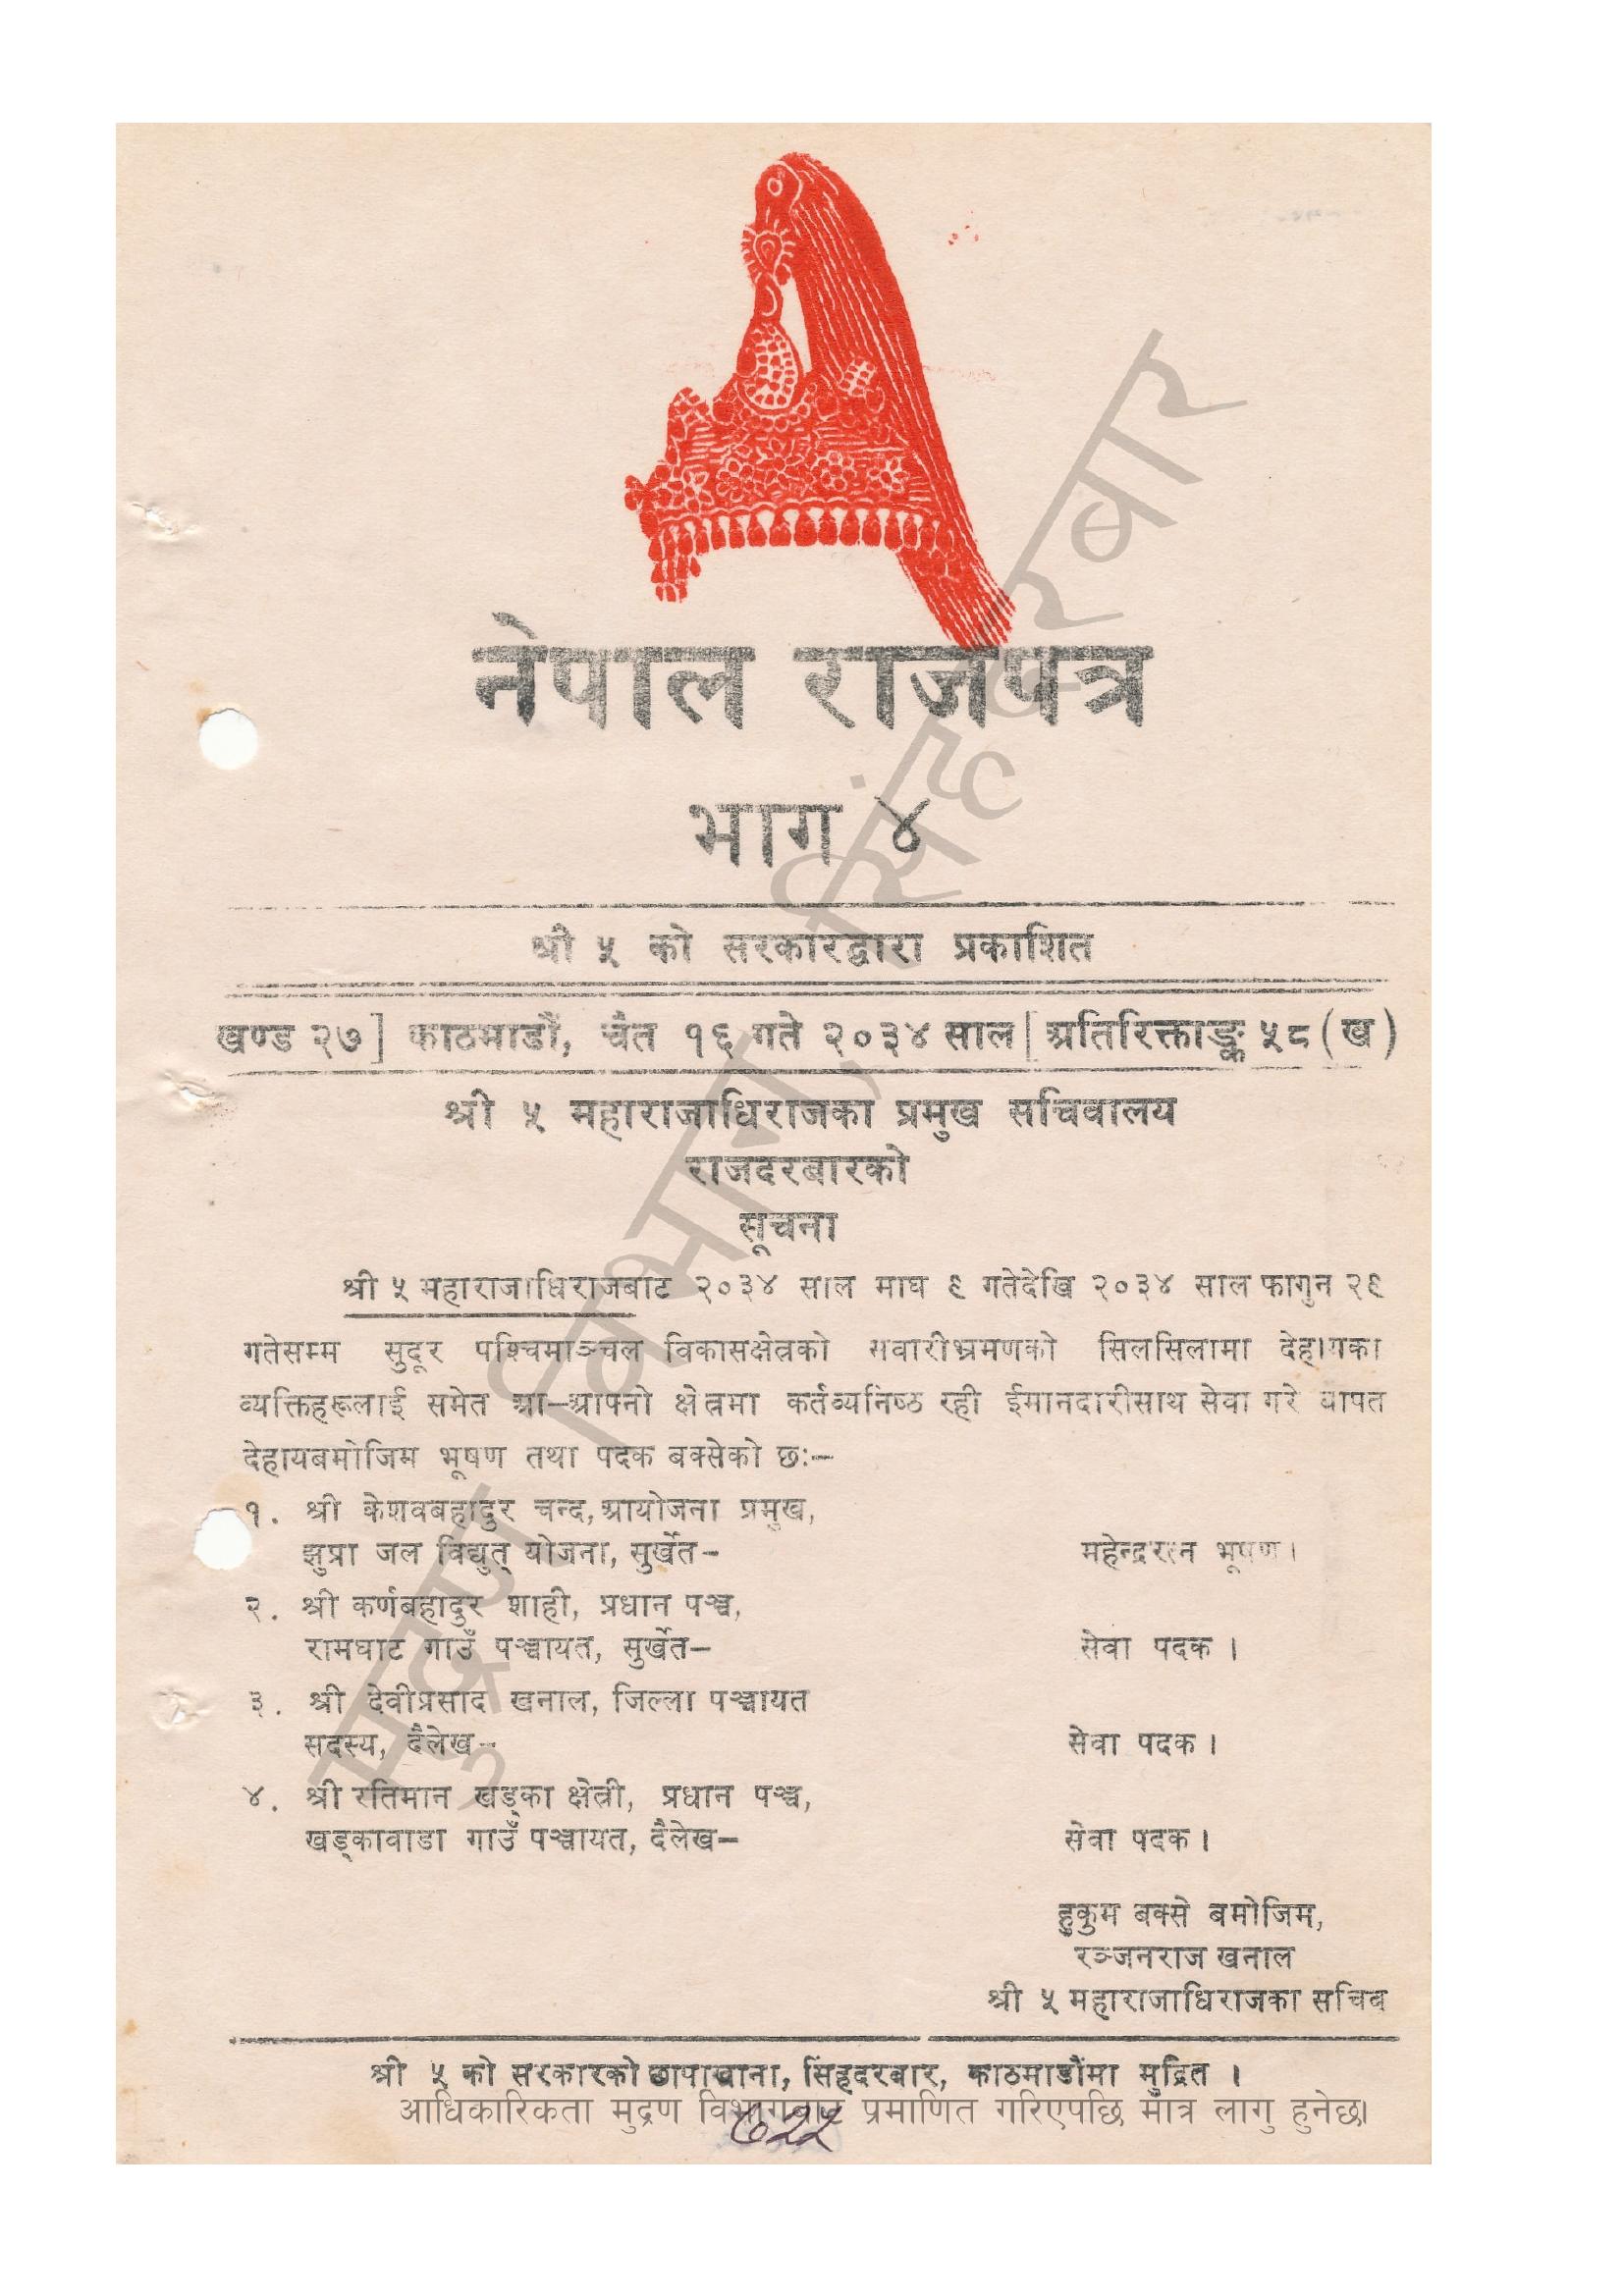 नेपाल राजपत्र
भाग ४
श्री ५ को सरकारद्वारा प्रकाशित
खण्ड २७] काठमाडौं, चैत १६ गते २०३४ साल [ अतिरिक्ताङ्क ५८ (ख)
श्री ५ महाराजाधिराजका प्रमुख सचिवालय
राजदरबारको
सूचना
श्री ५ महाराजाधिराजबाट २०३४ साल माघ ९ गतेदेखि २०३४ साल फागुन २९
गतेसम्म सुदूर पश्चिमाञ्चल विकासक्षेत्रको सवारीभ्रमणको सिलसिलामा देहायका
व्यक्तिहरूलाई समेत आ–आफ्नो क्षेत्रमा कर्तव्यनिष्ठ रही ईमानदारीसाथ सेवा गरे वापत
देहायबमोजिम भूषण तथा पदक बक्सेको छः–
१. श्री केशवबहादुर चन्द, आयोजना प्रमुख,
झुप्रा जल विद्युत् योजना, सुर्खेत– महेन्द्ररत्न भूषण।
२. श्री कर्णबहादुर शाही, प्रधान पञ्च,
रामघाट गाउँ पञ्चायत, सुर्खेत– सेवा पदक ।
३. श्री देवीप्रसाद खनाल, जिल्ला पञ्चायत
सदस्य, दैलेख– सेवा पदक ।
४. श्री रतिमान खड्का क्षेत्री, प्रधान पञ्च,
खड्कावाडा गाउँ पञ्चायत, दैलेख– सेवा पदक ।
हुकुम बक्से बमोजिम,
रञ्जनराज खनाल
श्री ५ महाराजाधिराजका सचिव
श्री ५ को सरकारको छापाखाना, सिंहदरबार, काठमाडौंमा मुद्रित ।
आधिकारिकता मुद्रण विभागबाट प्रमाणित गरिएपछि मात्र लागु हुनेछ।
७२५
मुद्रण विभाग, सिंहदरबार